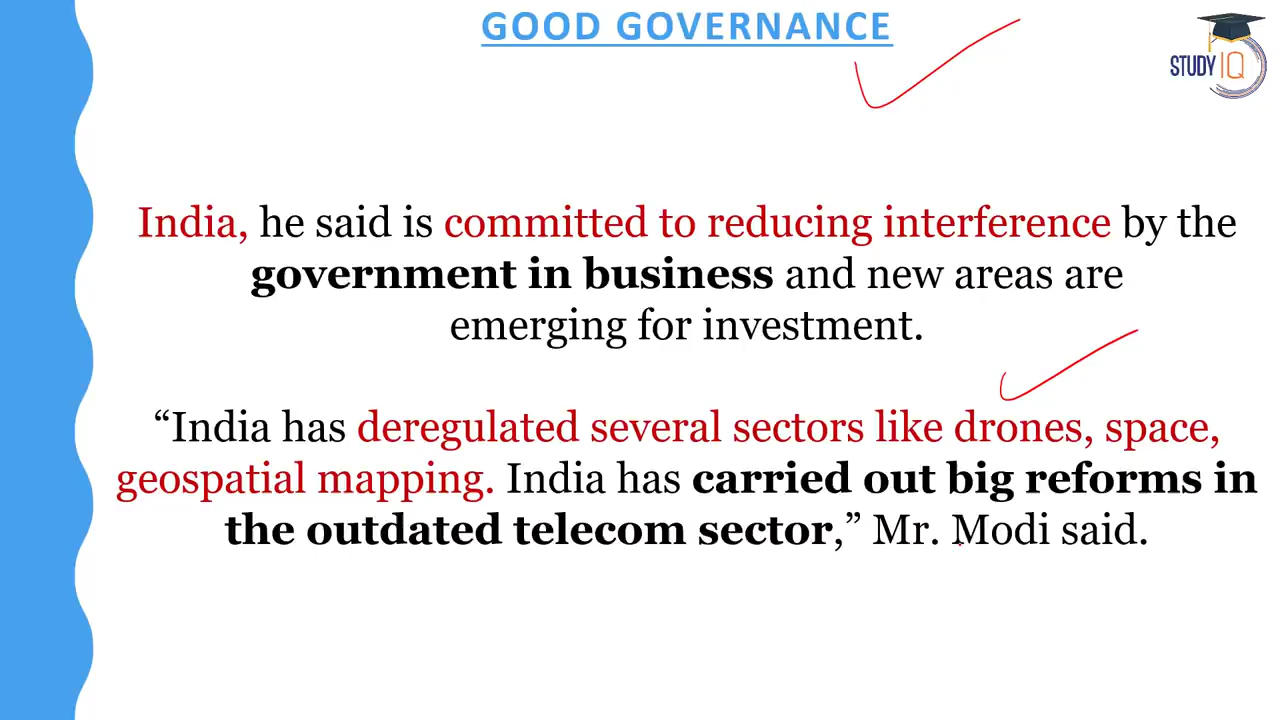 GOOD GOVERNANCE
STUDY IQ
India, he said is committed to reducing interference by the
government in business and new areas are
emerging for investment.
“India has deregulated several sectors like drones, space,
geospatial mapping. India has carried out big reforms in
the outdated telecom sector,” Mr. Modi said.